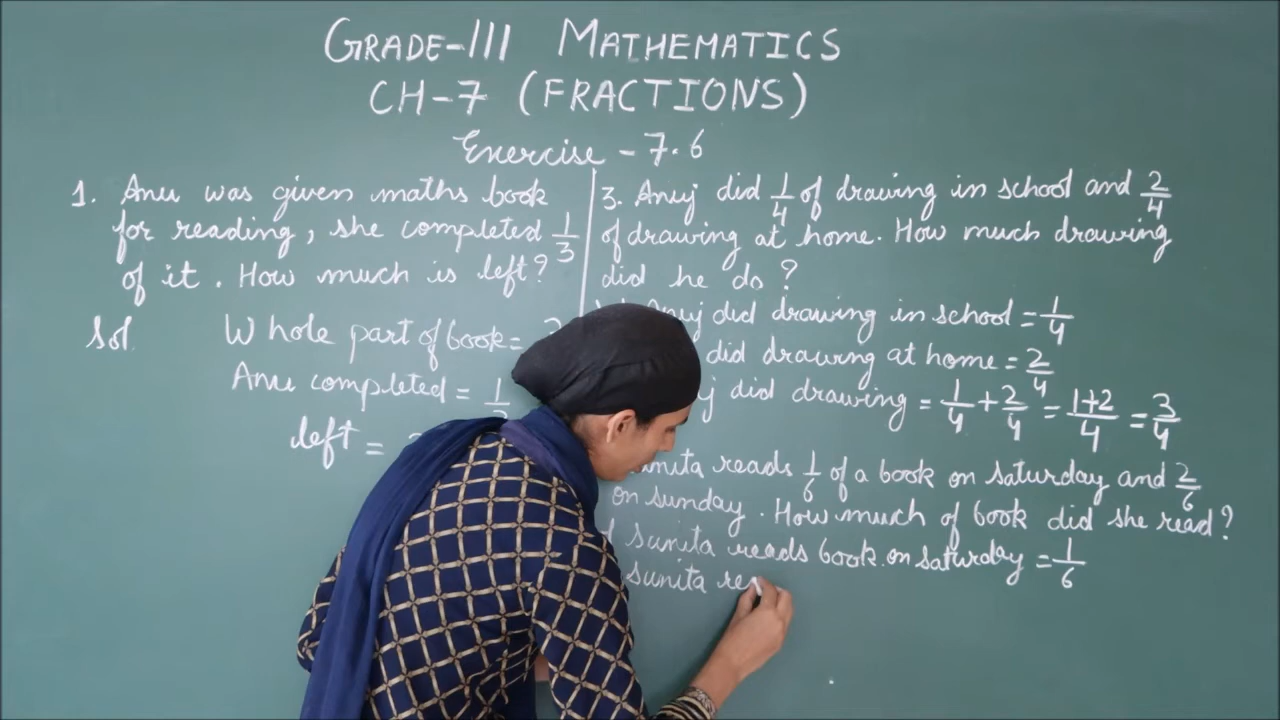 GRADE-III MATHEMATICS
CH-7 (FRACTIONS)
Exercise - 7.6
1. Anu was given maths book
for reading, she completed 1/3
of it. How much is left?
Sol. Whole part of book =
Anu completed = 1/
left =
3. Anuj did 1/4 of drawing in school and 2/4
of drawing at home. How much drawing
did he do?
Anuj did drawing in school = 1/4
did drawing at home = 2/4
did drawing = 1/4 + 2/4 = 1+2/4 = 3/4
Sunita reads 1/6 of a book on saturday and 2/6
on sunday. How much of book did she read?
sunita reads book on saturday = 1/6
sunita re